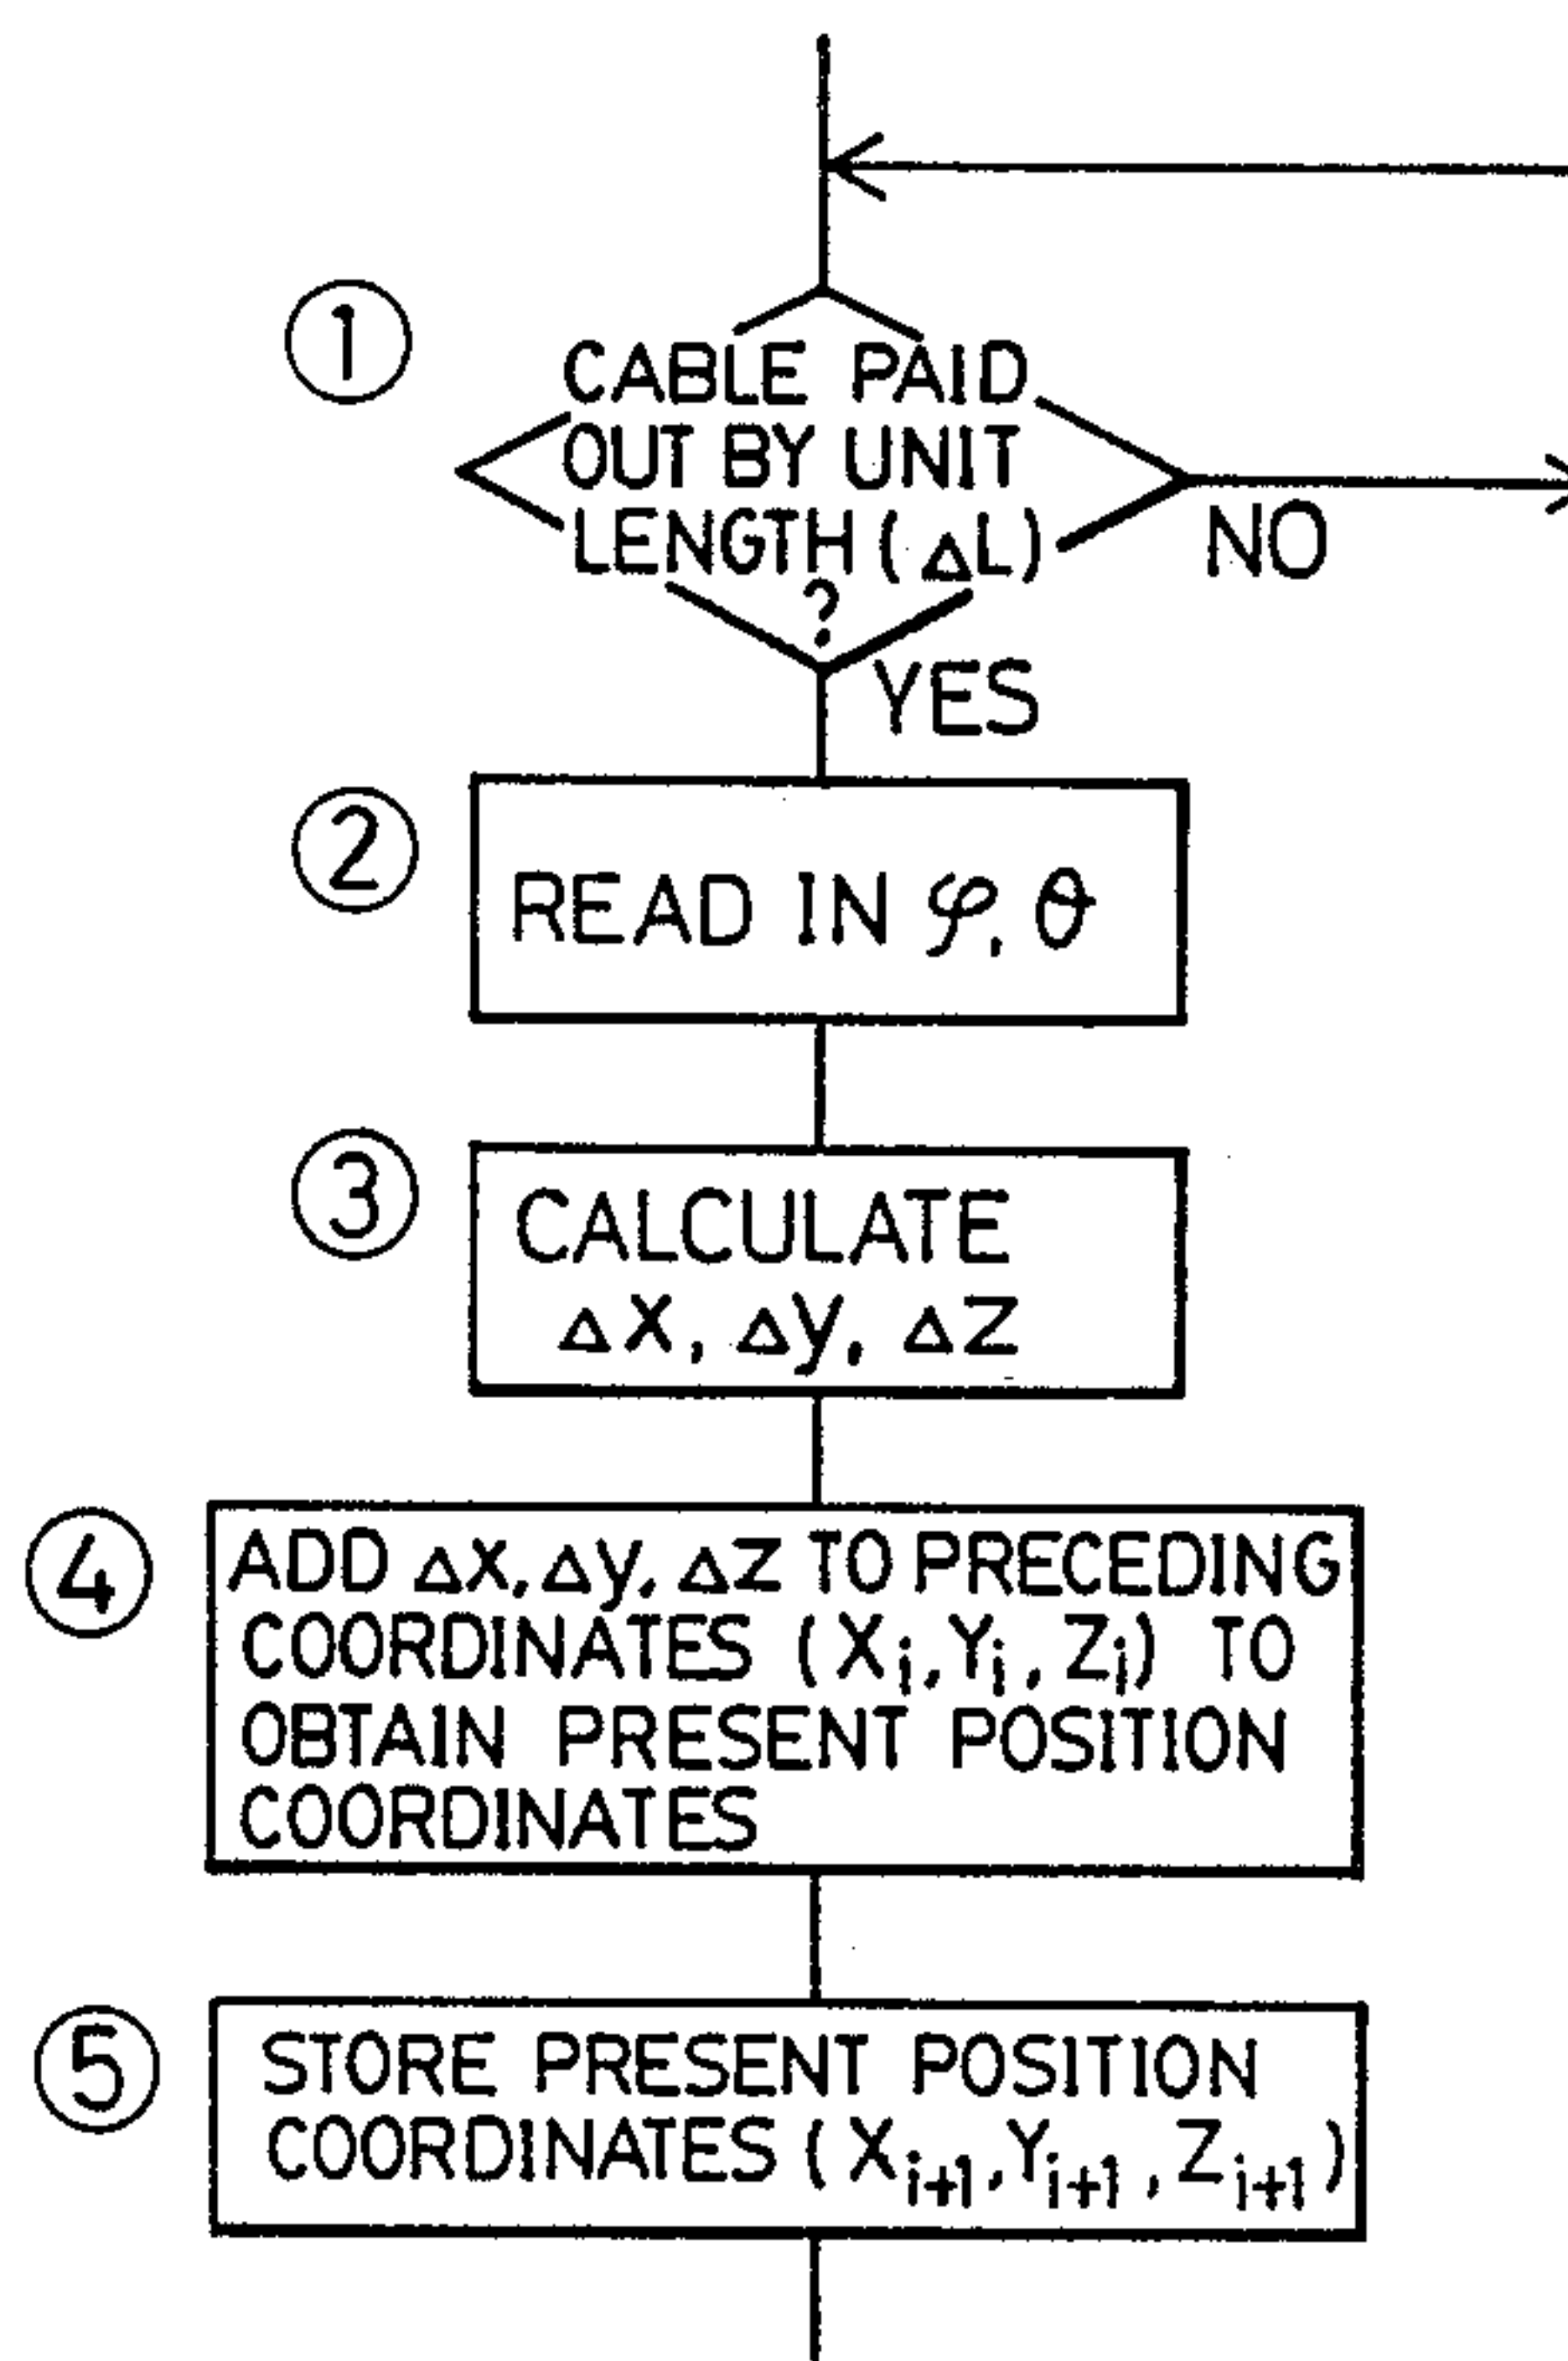 ①
CABLE PAID
OUT BY UNIT
LENGTH (ΔL)
?
NO
YES
②
READ IN φ, θ
③
CALCULATE
Δx, Δy, Δz
④
ADD Δx, Δy, Δz TO PRECEDING
COORDINATES (Xi, Yi, Zi) TO
OBTAIN PRESENT POSITION
COORDINATES
⑤
STORE PRESENT POSITION
COORDINATES (Xi+1, Yi+1, Zi+1)